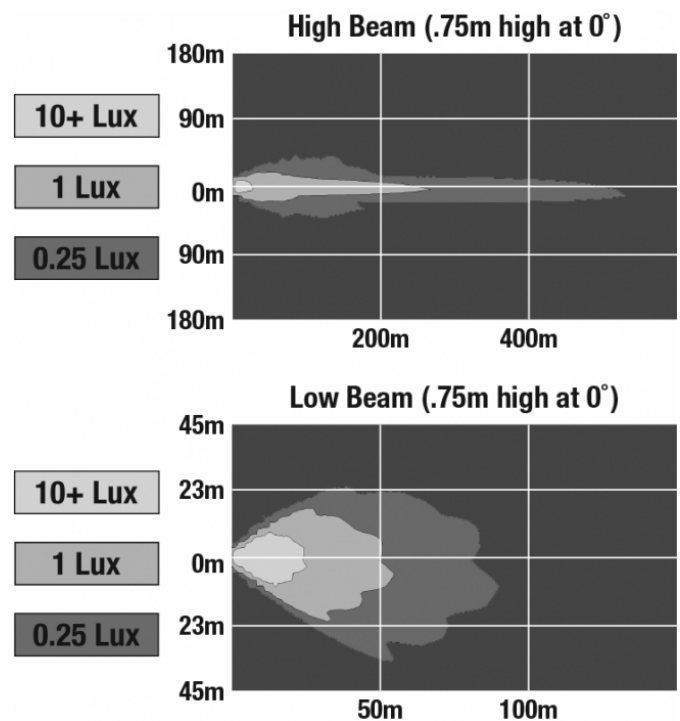 High Beam (.75m high at 0°)
180m
10+ Lux
90m
1 Lux
0m
0.25 Lux
90m
180m
200m
400m
Low Beam (.75m high at 0°)
45m
10+ Lux
23m
1 Lux
0m
0.25 Lux
23m
45m
50m
100m